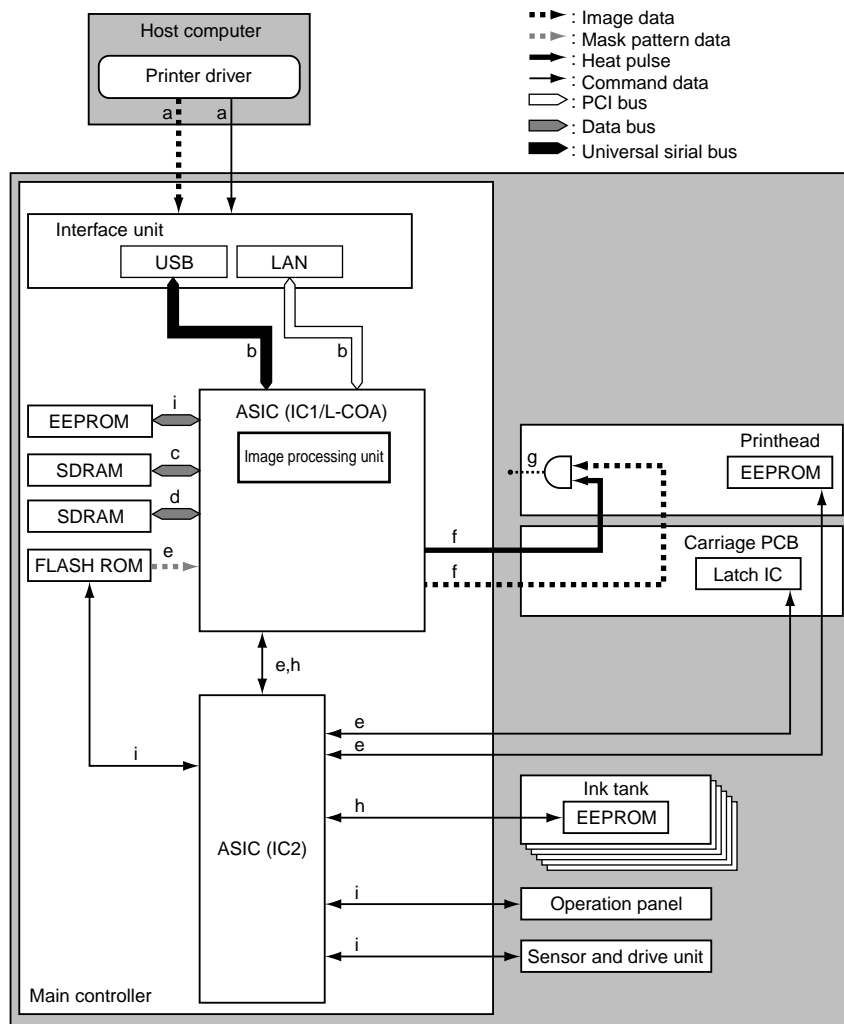 Host computer
Printer driver
a
a
: Image data
: Mask pattern data
: Heat pulse
: Command data
: PCI bus
: Data bus
: Universal sirial bus
Interface unit
USB
LAN
b
b
ASIC (IC1/L-COA)
Image processing unit
EEPROM
i
SDRAM
c
SDRAM
d
FLASH ROM
e
f
f
g
Printhead
EEPROM
Carriage PCB
Latch IC
e,h
i
e
e
h
Ink tank
EEPROM
ASIC (IC2)
i
Operation panel
i
Sensor and drive unit
Main controller